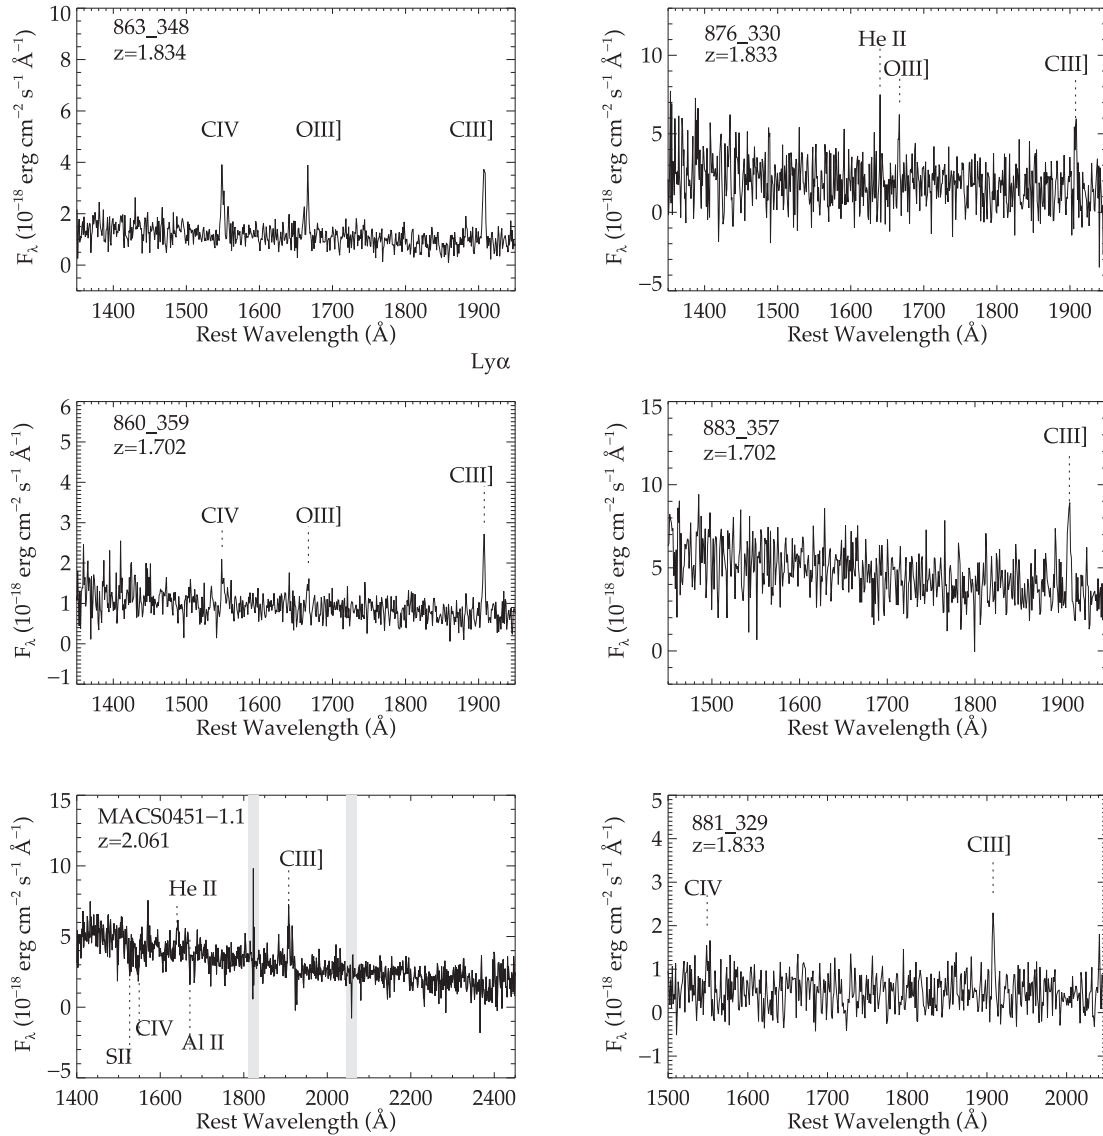 863_348
z=1.834
CIV
OIII]
CIII]
10
8
6
4
2
0
F_λ (10⁻¹⁸ erg cm⁻² s⁻¹ Å⁻¹)
1400 1500 1600 1700 1800 1900
Rest Wavelength (Å)
876_330
z=1.833
He II
OIII]
CIII]
10
5
0
−5
F_λ (10⁻¹⁸ erg cm⁻² s⁻¹ Å⁻¹)
1400 1500 1600 1700 1800 1900
Rest Wavelength (Å)
Lyα
860_359
z=1.702
CIV
OIII]
CIII]
6
5
4
3
2
1
0
−1
F_λ (10⁻¹⁸ erg cm⁻² s⁻¹ Å⁻¹)
1400 1500 1600 1700 1800 1900
Rest Wavelength (Å)
883_357
z=1.702
CIII]
15
10
5
0
F_λ (10⁻¹⁸ erg cm⁻² s⁻¹ Å⁻¹)
1500 1600 1700 1800 1900
Rest Wavelength (Å)
MACS0451−1.1
z=2.061
He II
CIII]
CIV
Al II
SII
15
10
5
0
−5
F_λ (10⁻¹⁸ erg cm⁻² s⁻¹ Å⁻¹)
1400 1600 1800 2000 2200 2400
Rest Wavelength (Å)
881_329
z=1.833
CIV
CIII]
5
4
3
2
1
0
−1
F_λ (10⁻¹⁸ erg cm⁻² s⁻¹ Å⁻¹)
1500 1600 1700 1800 1900 2000
Rest Wavelength (Å)